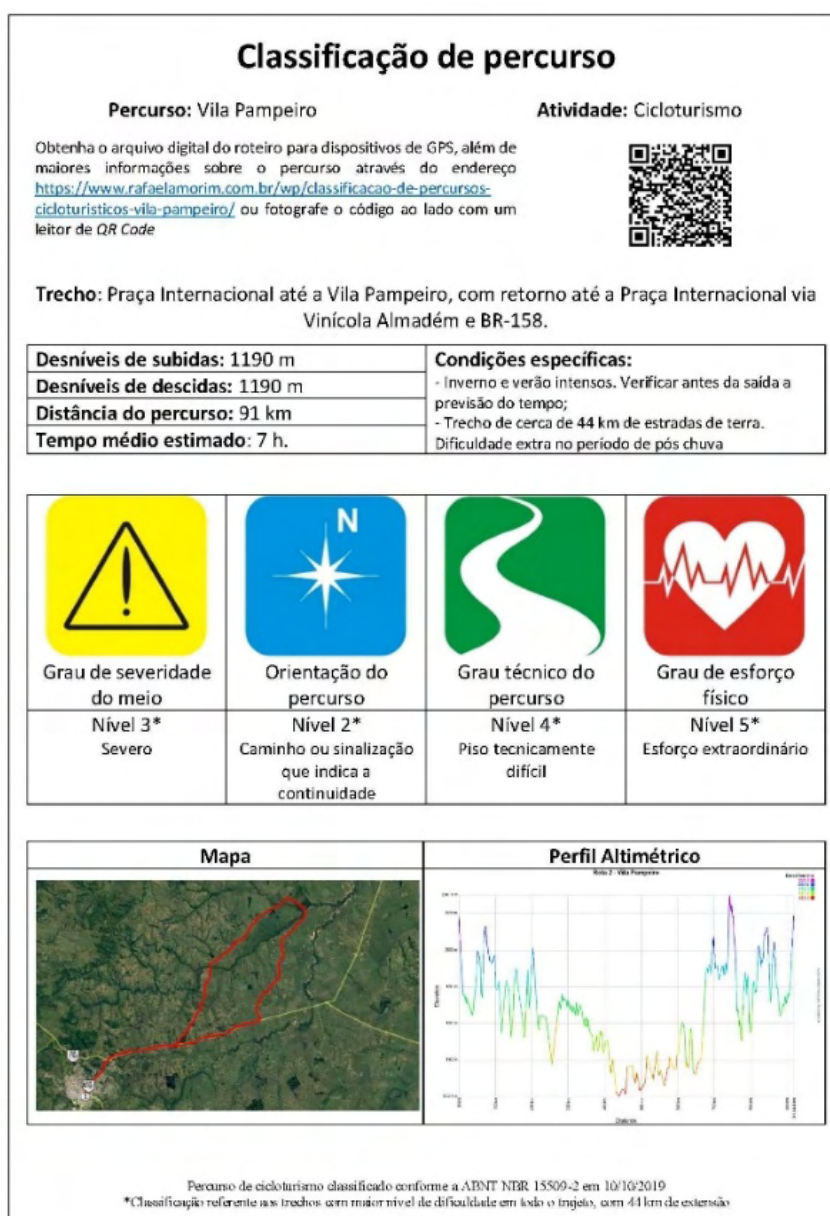 Classificação de percurso
Percurso: Vila Pampeiro
Atividade: Cicloturismo
Obtenha o arquivo digital do roteiro para dispositivos de GPS, além de
maiores informações sobre o percurso através do endereço
https://www.rafaelamorim.com.br/wp/classificacao-de-percursos-
cicloturisticos-vila-pampeiro/ ou fotografe o código ao lado com um
leitor de QR Code
Trecho: Praça Internacional até a Vila Pampeiro, com retorno até a Praça Internacional via
Vinícola Almadém e BR-158.
Desníveis de subidas: 1190 m
Desníveis de descidas: 1190 m
Distância do percurso: 91 km
Tempo médio estimado: 7 h.
Condições específicas:
- Inverno e verão intensos. Verificar antes da saída a
previsão do tempo;
- Trecho de cerca de 44 km de estradas de terra.
Dificuldade extra no período de pós chuva
N
Grau de severidade
do meio
Nível 3*
Severo
Orientação do
percurso
Nível 2*
Caminho ou sinalização
que indica a
continuidade
Grau técnico do
percurso
Nível 4*
Piso tecnicamente
difícil
Grau de esforço
físico
Nível 5*
Esforço extraordinário
Mapa
Perfil Altimétrico
Rota 2 - Vila Pampeiro
Percurso de cicloturismo classificado conforme a ABNT NBR 15509-2 em 10/10/2019
*Classificação referente aos trechos com maior nível de dificuldade em todo o trajeto, com 44 km de extensão